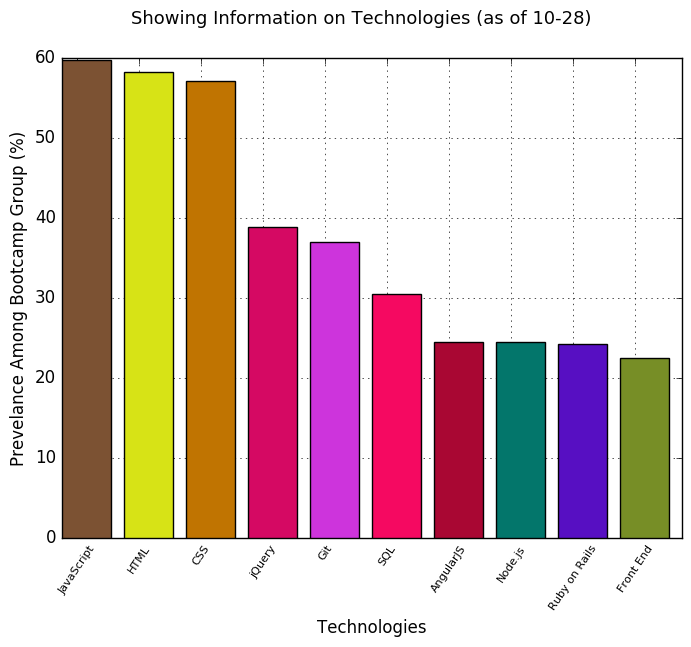 Showing Information on Technologies (as of 10-28)
Prevelance Among Bootcamp Group (%)
60
50
40
30
20
10
0
JavaScript
HTML
CSS
jQuery
Git
SQL
AngularJS
Node.js
Ruby on Rails
Front End
Technologies